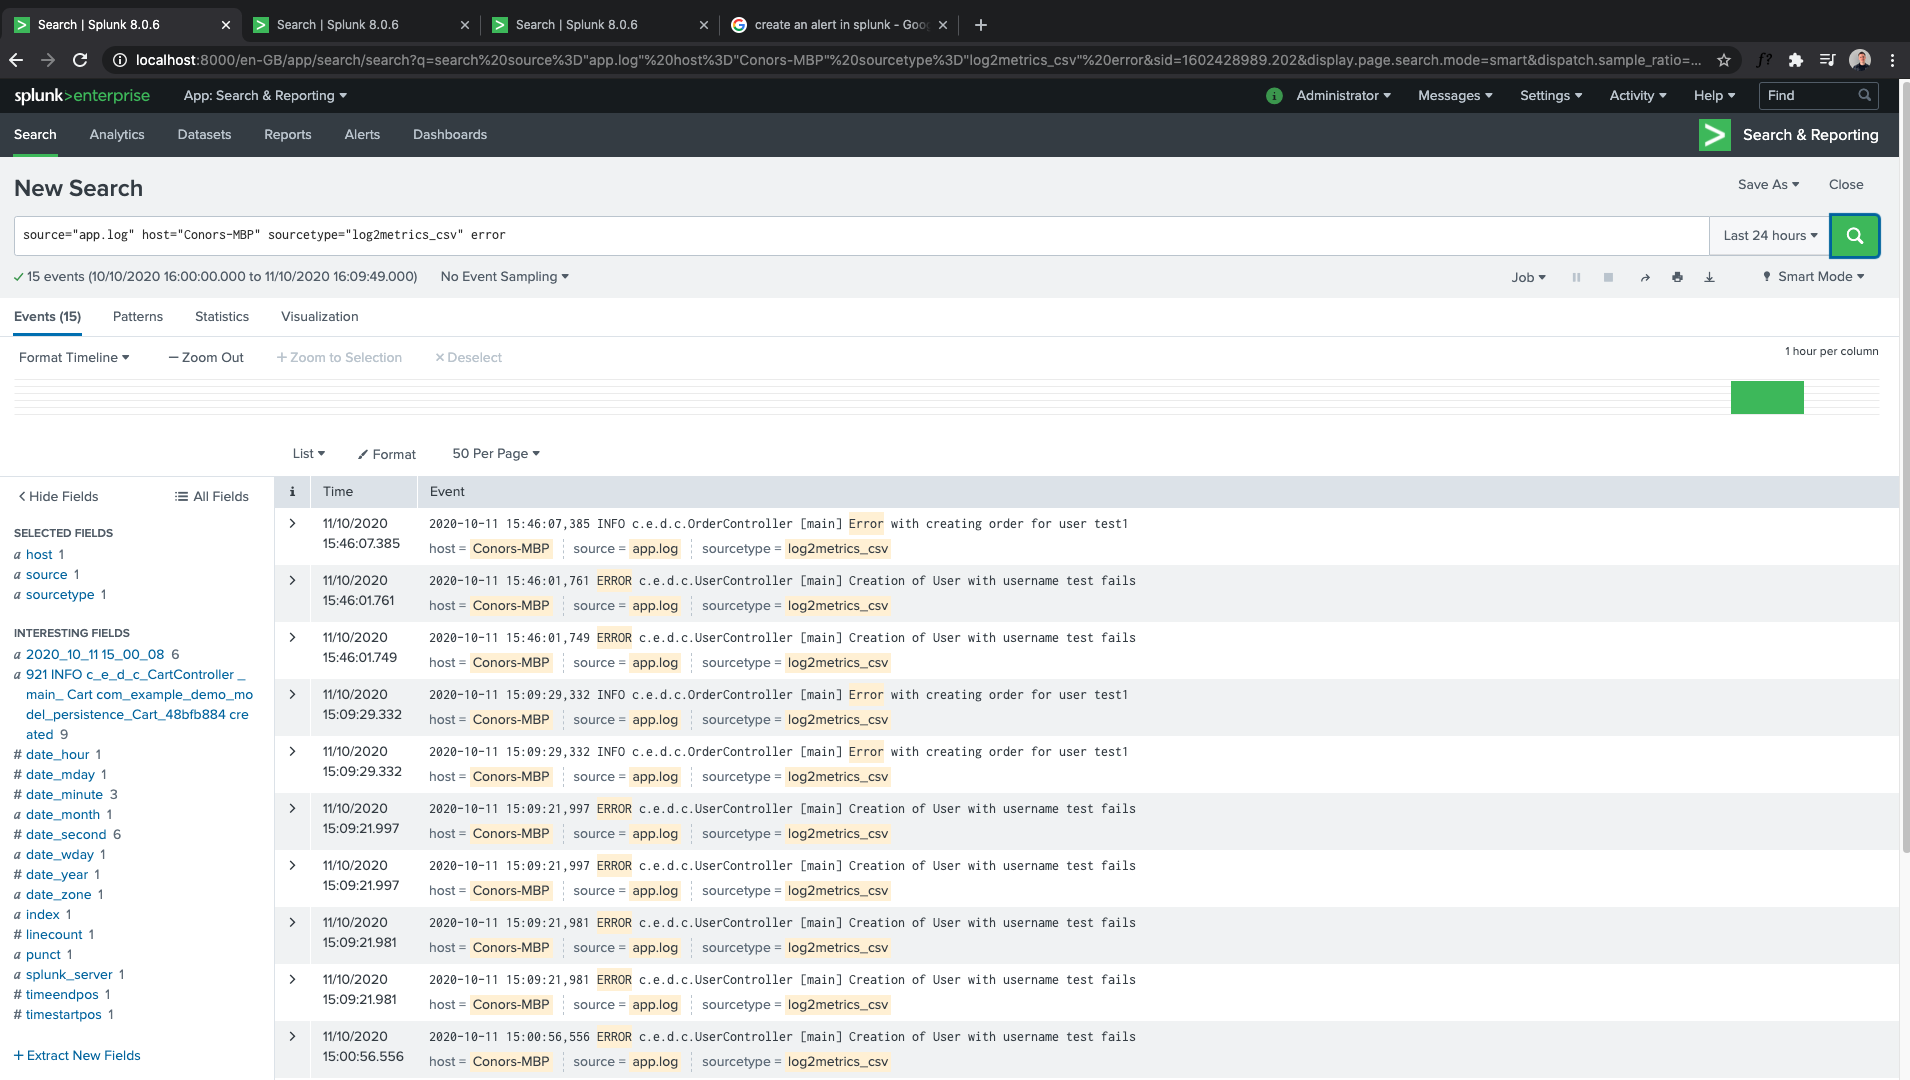 Search | Splunk 8.0.6
Search | Splunk 8.0.6
Search | Splunk 8.0.6
create an alert in splunk - Goo
localhost:8000/en-GB/app/search/search?q=search%20source%3D"app.log"%20host%3D"Conors-MBP"%20sourcetype%3D"log2metrics_csv"%20error&sid=1602428989.202&display.page.search.mode=smart&dispatch.sample_ratio=...
f?
splunk>enterprise App: Search & Reporting
i Administrator Messages Settings Activity Help Find
Search Analytics Datasets Reports Alerts Dashboards
> Search & Reporting
New Search
Save As Close
source="app.log" host="Conors-MBP" sourcetype="log2metrics_csv" error
Last 24 hours
15 events (10/10/2020 16:00:00.000 to 11/10/2020 16:09:49.000) No Event Sampling
Job Smart Mode
Events (15) Patterns Statistics Visualization
Format Timeline — Zoom Out + Zoom to Selection × Deselect
1 hour per column
List Format 50 Per Page
< Hide Fields All Fields
SELECTED FIELDS
a host 1
a source 1
a sourcetype 1
INTERESTING FIELDS
a 2020_10_11 15_00_08 6
a 921 INFO c_e_d_c_CartController _
main_ Cart com_example_demo_mo
del_persistence_Cart_48bfb884 cre
ated 9
# date_hour 1
# date_mday 1
# date_minute 3
a date_month 1
# date_second 6
a date_wday 1
# date_year 1
a date_zone 1
a index 1
# linecount 1
a punct 1
a splunk_server 1
# timeendpos 1
# timestartpos 1
+ Extract New Fields
i Time Event
11/10/2020
15:46:07.385
2020-10-11 15:46:07,385 INFO c.e.d.c.OrderController [main] Error with creating order for user test1
host = Conors-MBP source = app.log sourcetype = log2metrics_csv
11/10/2020
15:46:01.761
2020-10-11 15:46:01,761 ERROR c.e.d.c.UserController [main] Creation of User with username test fails
host = Conors-MBP source = app.log sourcetype = log2metrics_csv
11/10/2020
15:46:01.749
2020-10-11 15:46:01,749 ERROR c.e.d.c.UserController [main] Creation of User with username test fails
host = Conors-MBP source = app.log sourcetype = log2metrics_csv
11/10/2020
15:09:29.332
2020-10-11 15:09:29,332 INFO c.e.d.c.OrderController [main] Error with creating order for user test1
host = Conors-MBP source = app.log sourcetype = log2metrics_csv
11/10/2020
15:09:29.332
2020-10-11 15:09:29,332 INFO c.e.d.c.OrderController [main] Error with creating order for user test1
host = Conors-MBP source = app.log sourcetype = log2metrics_csv
11/10/2020
15:09:21.997
2020-10-11 15:09:21,997 ERROR c.e.d.c.UserController [main] Creation of User with username test fails
host = Conors-MBP source = app.log sourcetype = log2metrics_csv
11/10/2020
15:09:21.997
2020-10-11 15:09:21,997 ERROR c.e.d.c.UserController [main] Creation of User with username test fails
host = Conors-MBP source = app.log sourcetype = log2metrics_csv
11/10/2020
15:09:21.981
2020-10-11 15:09:21,981 ERROR c.e.d.c.UserController [main] Creation of User with username test fails
host = Conors-MBP source = app.log sourcetype = log2metrics_csv
11/10/2020
15:09:21.981
2020-10-11 15:09:21,981 ERROR c.e.d.c.UserController [main] Creation of User with username test fails
host = Conors-MBP source = app.log sourcetype = log2metrics_csv
11/10/2020
15:00:56.556
2020-10-11 15:00:56,556 ERROR c.e.d.c.UserController [main] Creation of User with username test fails
host = Conors-MBP source = app.log sourcetype = log2metrics_csv